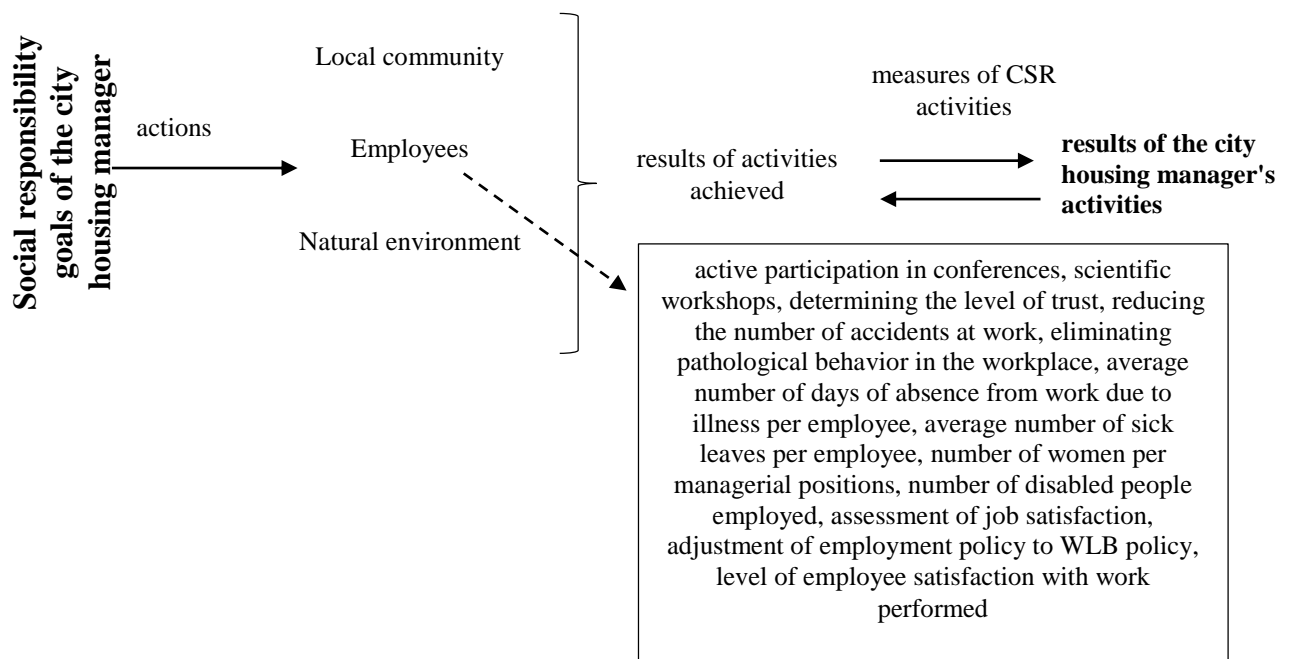 Social responsibility
goals of the city
housing manager
actions
Local community
Employees
Natural environment
results of activities
achieved
measures of CSR
activities
results of the city
housing manager's
activities
active participation in conferences, scientific
workshops, determining the level of trust, reducing
the number of accidents at work, eliminating
pathological behavior in the workplace, average
number of days of absence from work due to
illness per employee, average number of sick
leaves per employee, number of women per
managerial positions, number of disabled people
employed, assessment of job satisfaction,
adjustment of employment policy to WLB policy,
level of employee satisfaction with work
performed